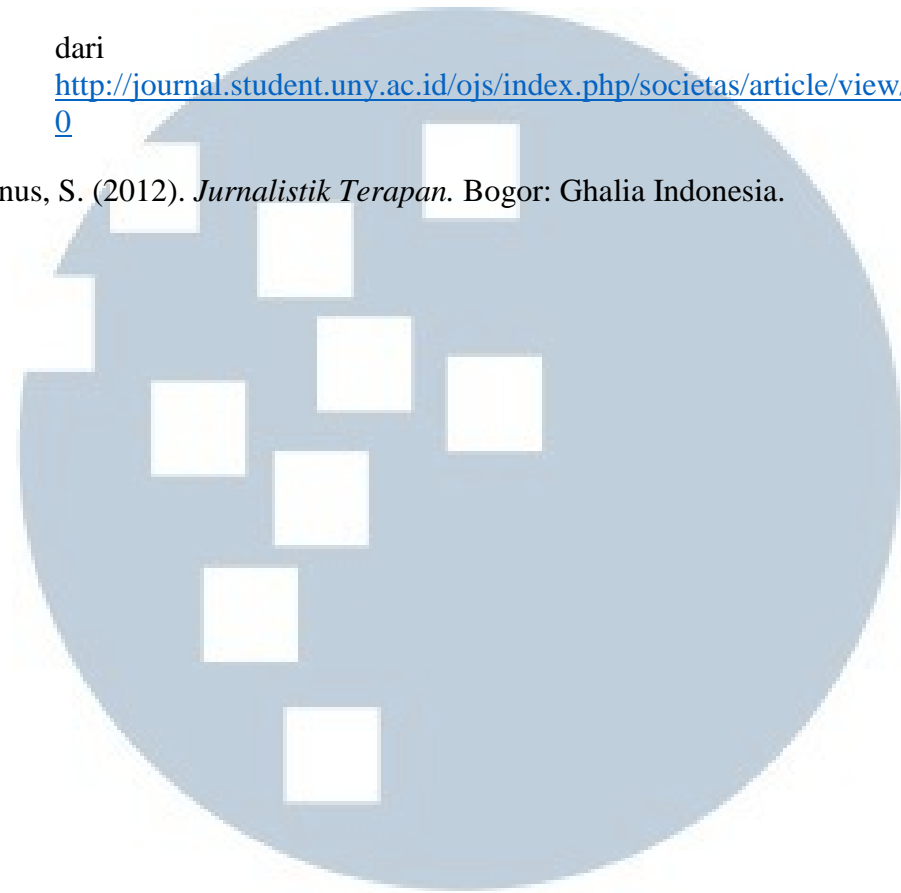 dari
http://journal.student.uny.ac.id/ojs/index.php/societas/article/view/
0
nus, S. (2012). Jurnalistik Terapan. Bogor: Ghalia Indonesia.